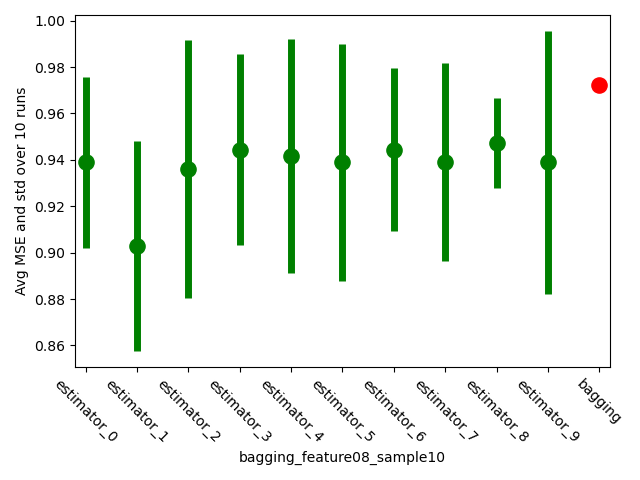 1.00
0.98
0.96
0.94
0.92
0.90
0.88
0.86
Avg MSE and std over 10 runs
estimator_0
estimator_1
estimator_2
estimator_3
estimator_4
estimator_5
estimator_6
estimator_7
estimator_8
estimator_9
bagging
bagging_feature08_sample10